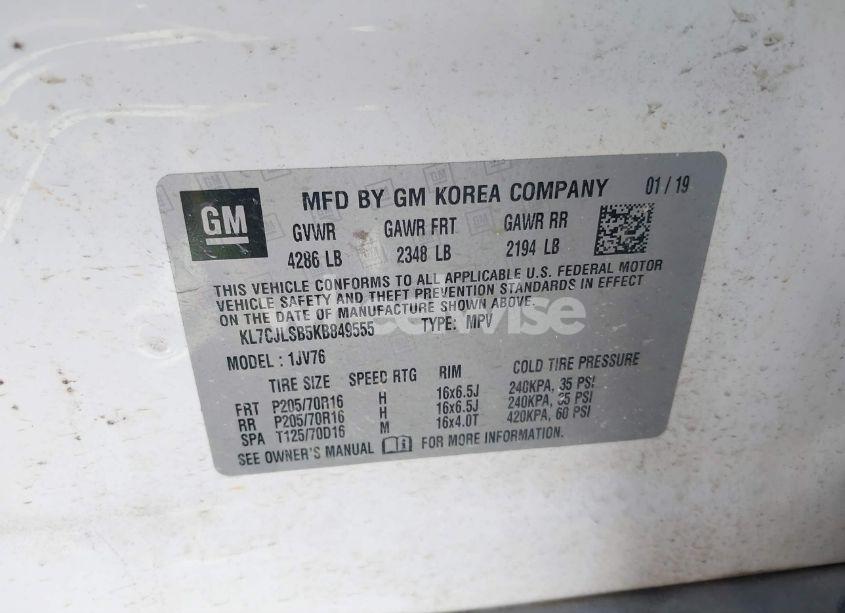 GM
MFD BY GM KOREA COMPANY 01 / 19
GVWR GAWR FRT GAWR RR
4286 LB 2348 LB 2194 LB
THIS VEHICLE CONFORMS TO ALL APPLICABLE U.S. FEDERAL MOTOR
VEHICLE SAFETY AND THEFT PREVENTION STANDARDS IN EFFECT
ON THE DATE OF MANUFACTURE SHOWN ABOVE.
KL7CJLSB5KB849555 TYPE: MPV
MODEL : 1JV76
TIRE SIZE SPEED RTG RIM COLD TIRE PRESSURE
FRT P205/70R16 H 16x6.5J 240KPA, 35 PSI
RR P205/70R16 H 16x6.5J 240KPA, 35 PSI
SPA T125/70D16 M 16x4.0T 420KPA, 60 PSI
SEE OWNER'S MANUAL FOR MORE INFORMATION.